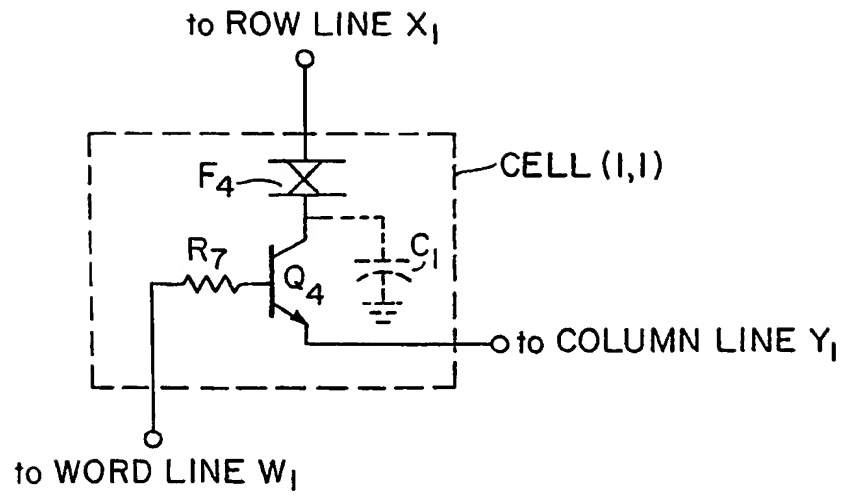 to ROW LINE X₁
CELL (1,1)
F₄
R₇
Q₄
C₁
to COLUMN LINE Y₁
to WORD LINE W₁